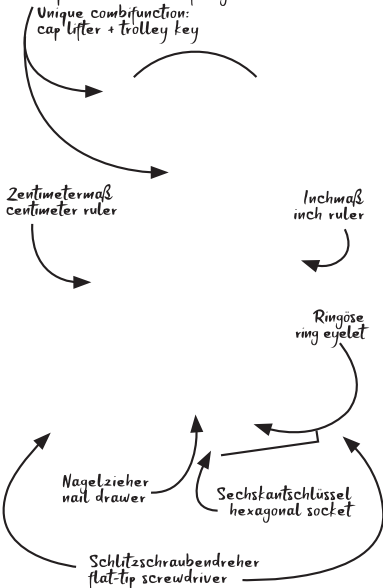 Unique combifunction:
cap lifter + trolley key
Zentimetermaß
centimeter ruler
Inchmaß
inch ruler
Ringöse
ring eyelet
Nagelzieher
nail drawer
Sechskantschlüssel
hexagonal socket
Schlitzschraubendreher
flat-tip screwdriver